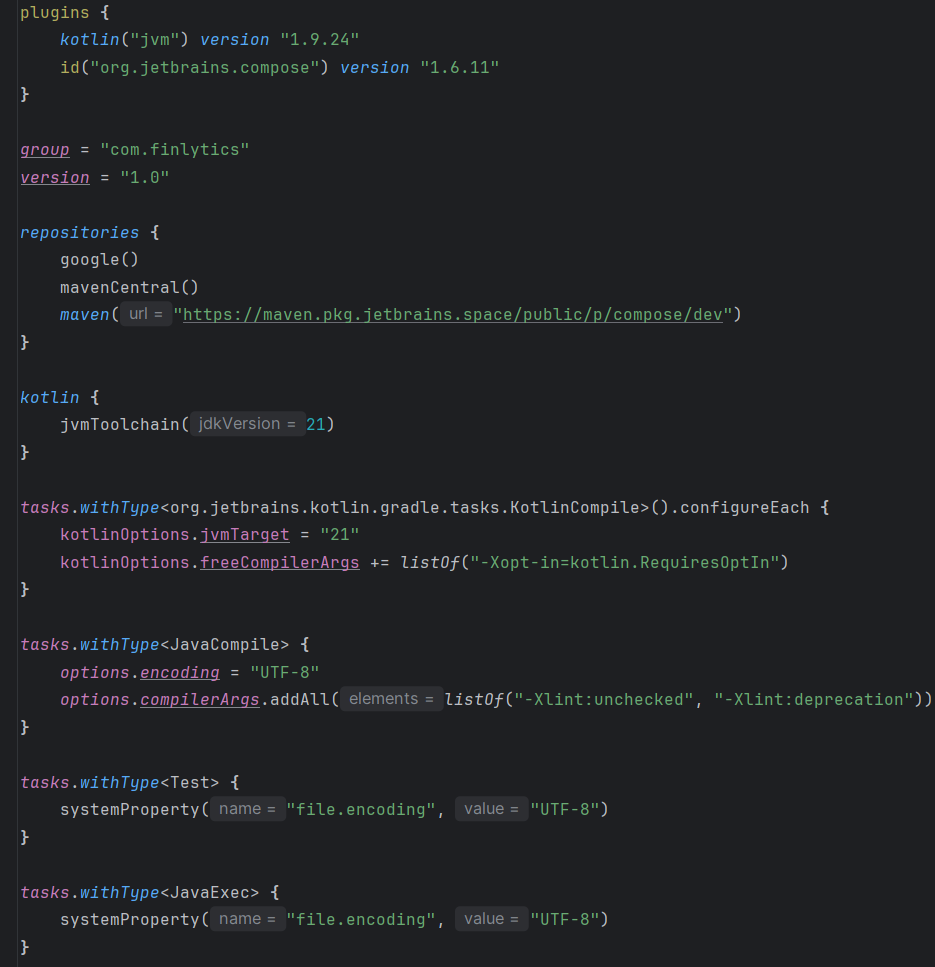 plugins {
    kotlin("jvm") version "1.9.24"
    id("org.jetbrains.compose") version "1.6.11"
}

group = "com.finlytics"
version = "1.0"

repositories {
    google()
    mavenCentral()
    maven( url = "https://maven.pkg.jetbrains.space/public/p/compose/dev")
}

kotlin {
    jvmToolchain( jdkVersion = 21)
}

tasks.withType<org.jetbrains.kotlin.gradle.tasks.KotlinCompile>().configureEach {
    kotlinOptions.jvmTarget = "21"
    kotlinOptions.freeCompilerArgs += listOf("-Xopt-in=kotlin.RequiresOptIn")
}

tasks.withType<JavaCompile> {
    options.encoding = "UTF-8"
    options.compilerArgs.addAll( elements = listOf("-Xlint:unchecked", "-Xlint:deprecation"))
}

tasks.withType<Test> {
    systemProperty( name = "file.encoding", value = "UTF-8")
}

tasks.withType<JavaExec> {
    systemProperty( name = "file.encoding", value = "UTF-8")
}